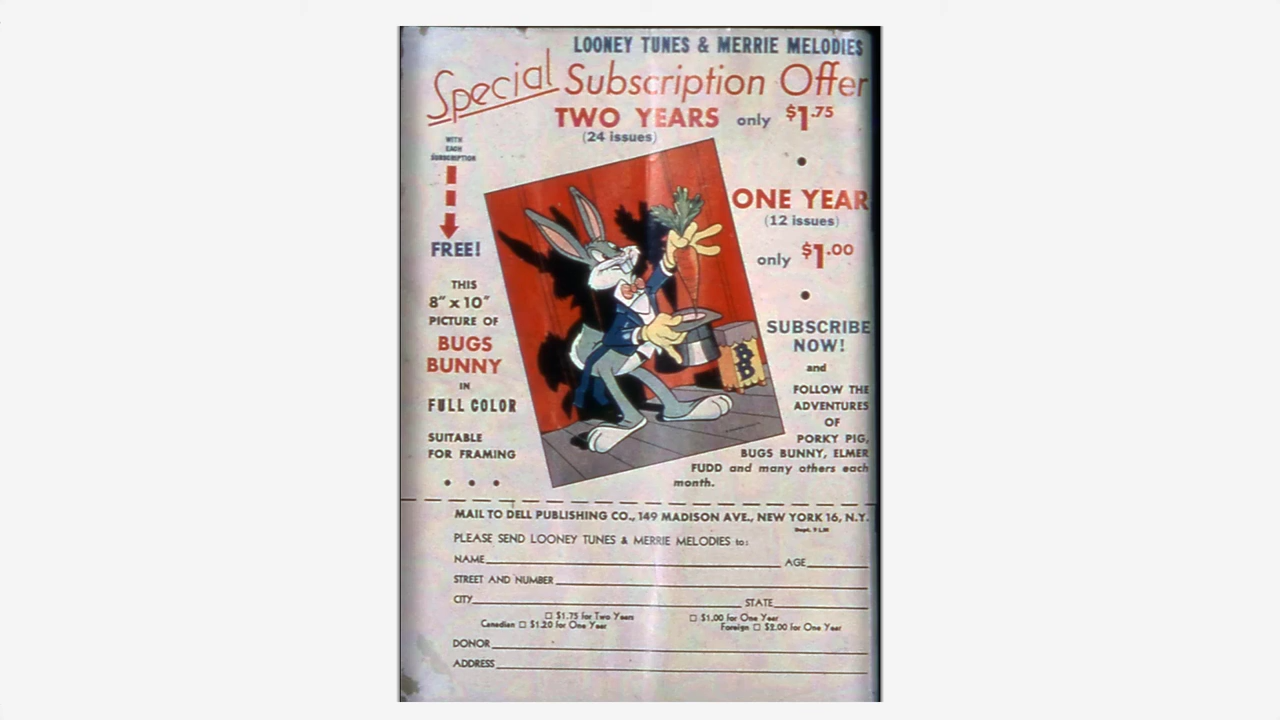 LOONEY TUNES & MERRIE MELODIES
Special Subscription Offer
TWO YEARS only $1.75
(24 issues)
WITH
EACH
SUBSCRIPTION
FREE!
THIS
8" x 10"
PICTURE OF
BUGS
BUNNY
IN
FULL COLOR
SUITABLE
FOR FRAMING
• • •
•
ONE YEAR
(12 issues)
only $1.00
•
SUBSCRIBE
NOW!
and
FOLLOW THE
ADVENTURES
OF
PORKY PIG,
BUGS BUNNY, ELMER
FUDD and many others each
month.
BB
MAIL TO DELL PUBLISHING CO., 149 MADISON AVE., NEW YORK 16, N.Y.
Dept.
PLEASE SEND LOONEY TUNES & MERRIE MELODIES to:
NAME AGE
STREET AND NUMBER
CITY STATE
□ $1.75 for Two Years □ $1.00 for One Year
Canadian □ $1.20 for One Year Foreign □ $2.00 for One Year
DONOR
ADDRESS